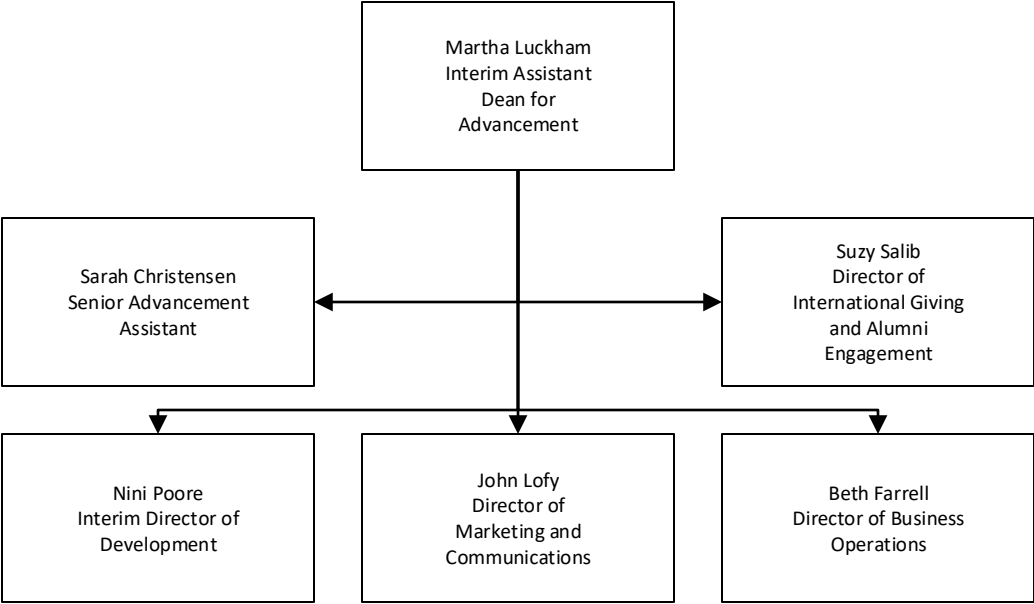 Martha Luckham
Interim Assistant
Dean for
Advancement
Sarah Christensen
Senior Advancement
Assistant
Suzy Salib
Director of
International Giving
and Alumni
Engagement
Nini Poore
Interim Director of
Development
John Lofy
Director of
Marketing and
Communications
Beth Farrell
Director of Business
Operations